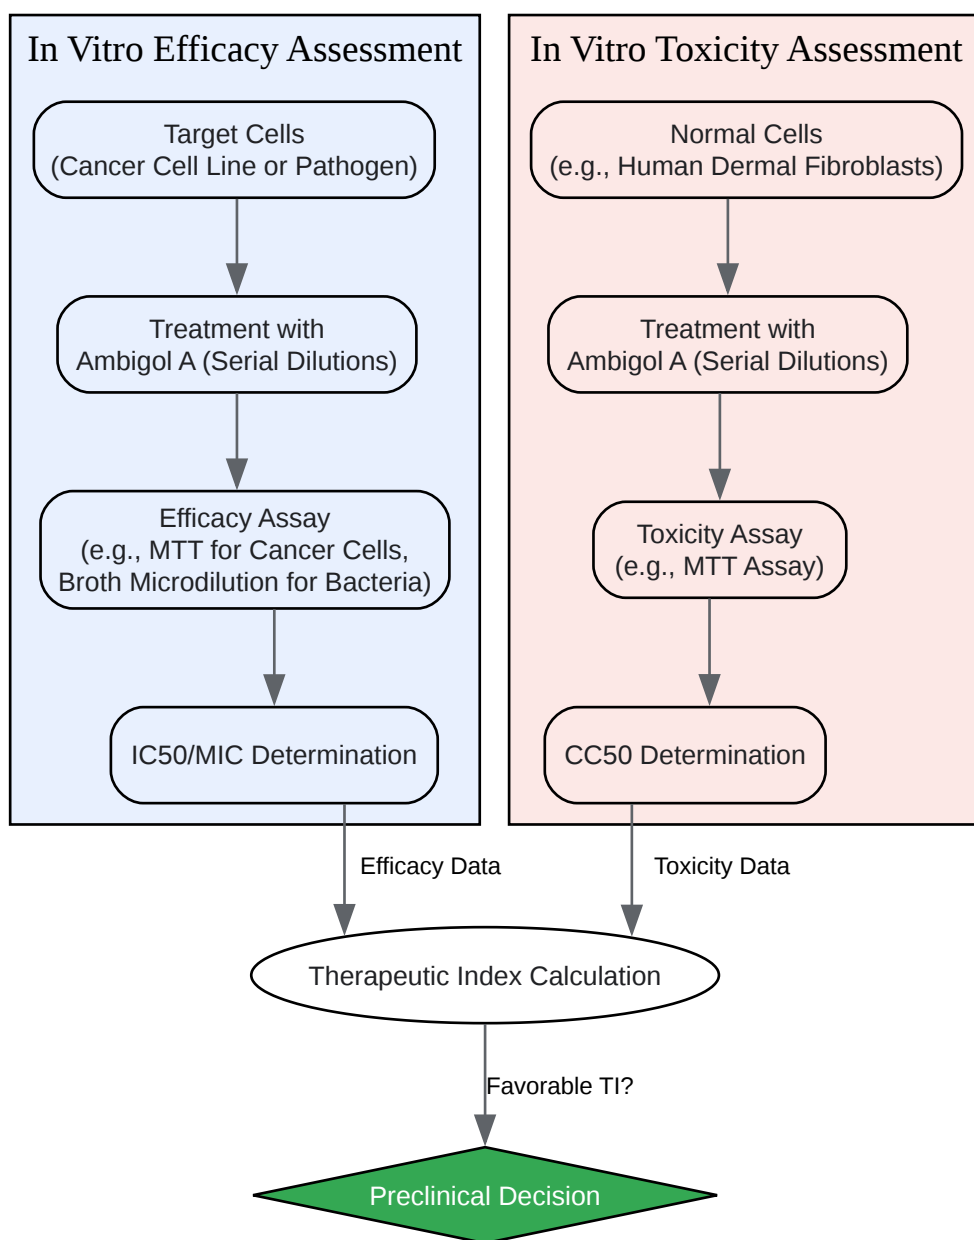 In Vitro Efficacy Assessment
Target Cells
(Cancer Cell Line or Pathogen)
Treatment with
Ambigol A (Serial Dilutions)
Efficacy Assay
(e.g., MTT for Cancer Cells,
Broth Microdilution for Bacteria)
IC50/MIC Determination
In Vitro Toxicity Assessment
Normal Cells
(e.g., Human Dermal Fibroblasts)
Treatment with
Ambigol A (Serial Dilutions)
Toxicity Assay
(e.g., MTT Assay)
CC50 Determination
Efficacy Data
Toxicity Data
Therapeutic Index Calculation
Favorable TI?
Preclinical Decision